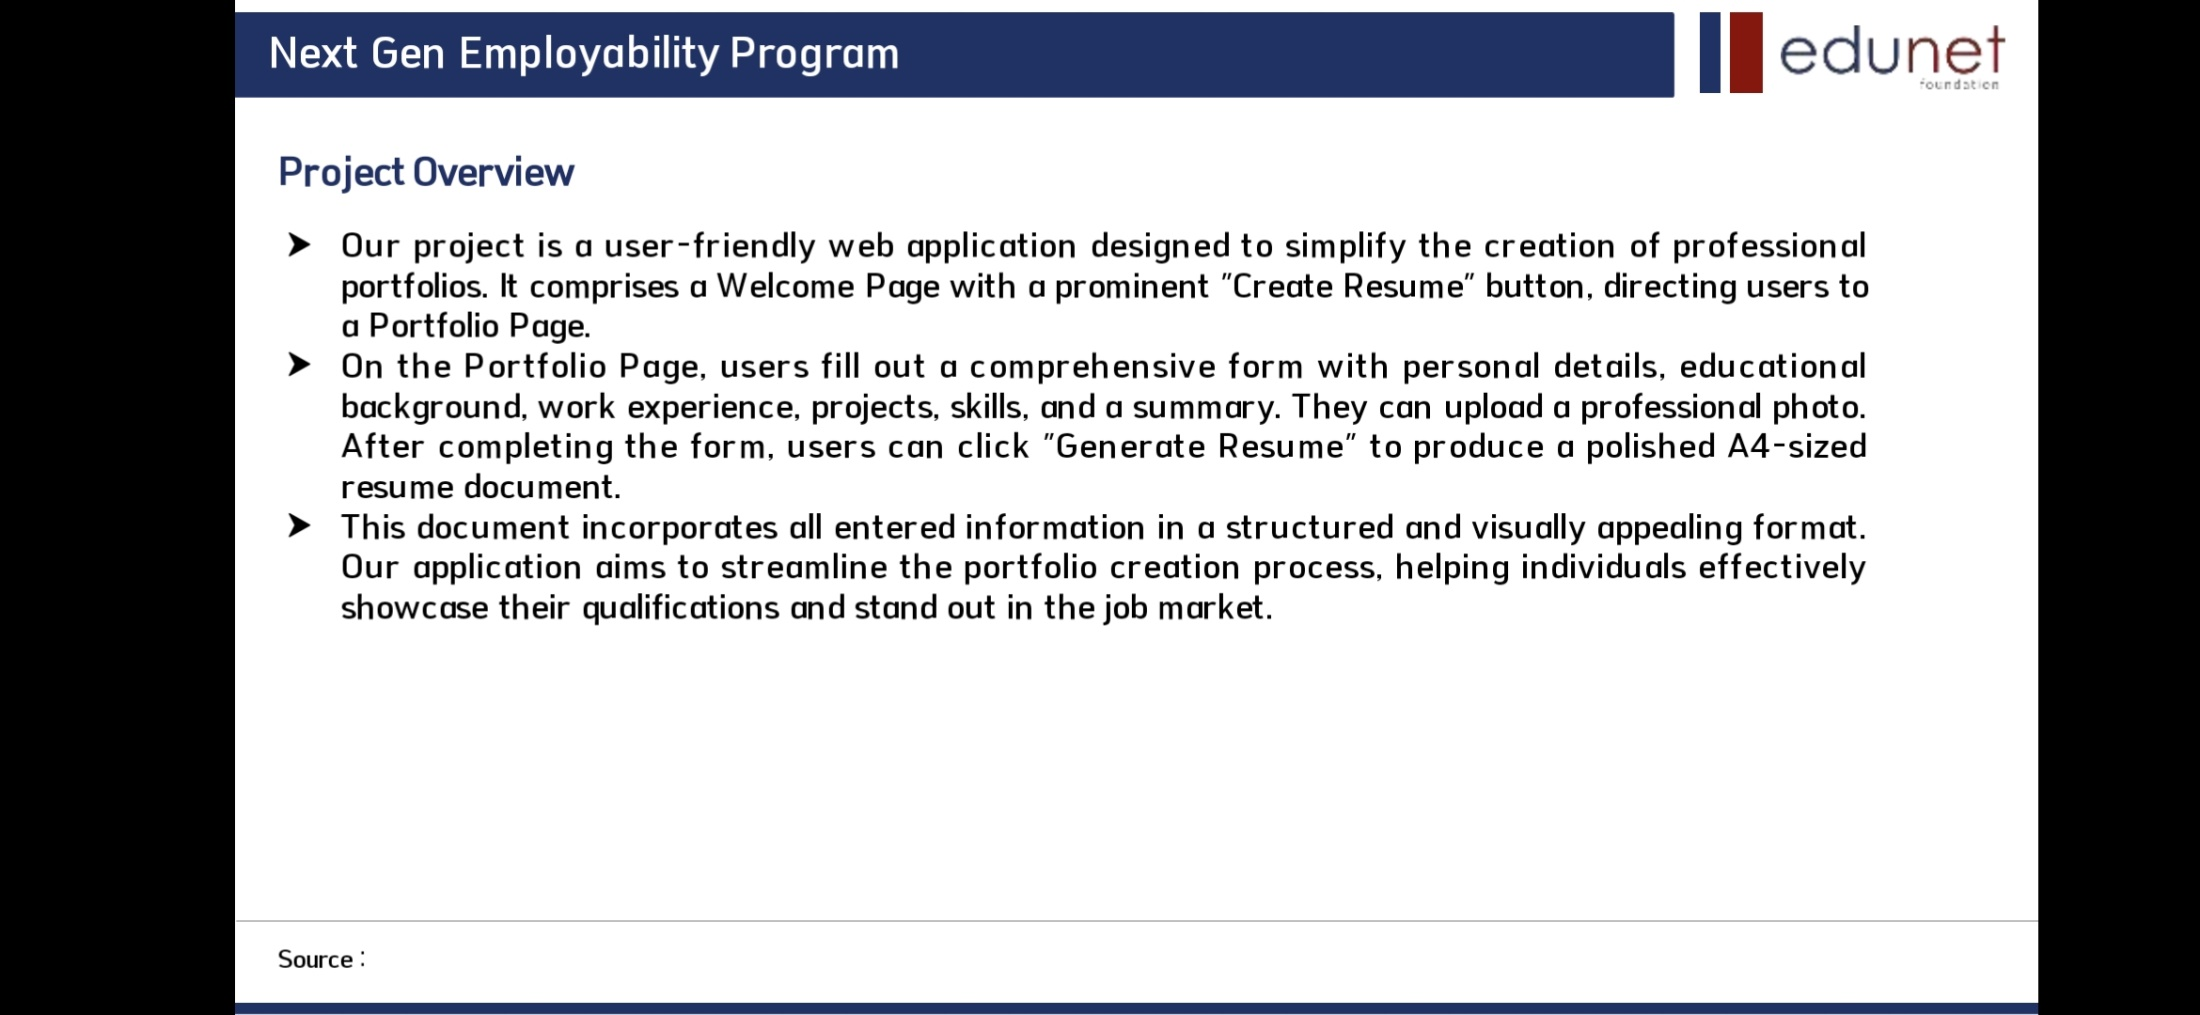 Next Gen Employability Program
edunet
foundation
Project Overview
➤ Our project is a user-friendly web application designed to simplify the creation of professional
portfolios. It comprises a Welcome Page with a prominent "Create Resume" button, directing users to
a Portfolio Page.
➤ On the Portfolio Page, users fill out a comprehensive form with personal details, educational
background, work experience, projects, skills, and a summary. They can upload a professional photo.
After completing the form, users can click "Generate Resume" to produce a polished A4-sized
resume document.
➤ This document incorporates all entered information in a structured and visually appealing format.
Our application aims to streamline the portfolio creation process, helping individuals effectively
showcase their qualifications and stand out in the job market.
Source :